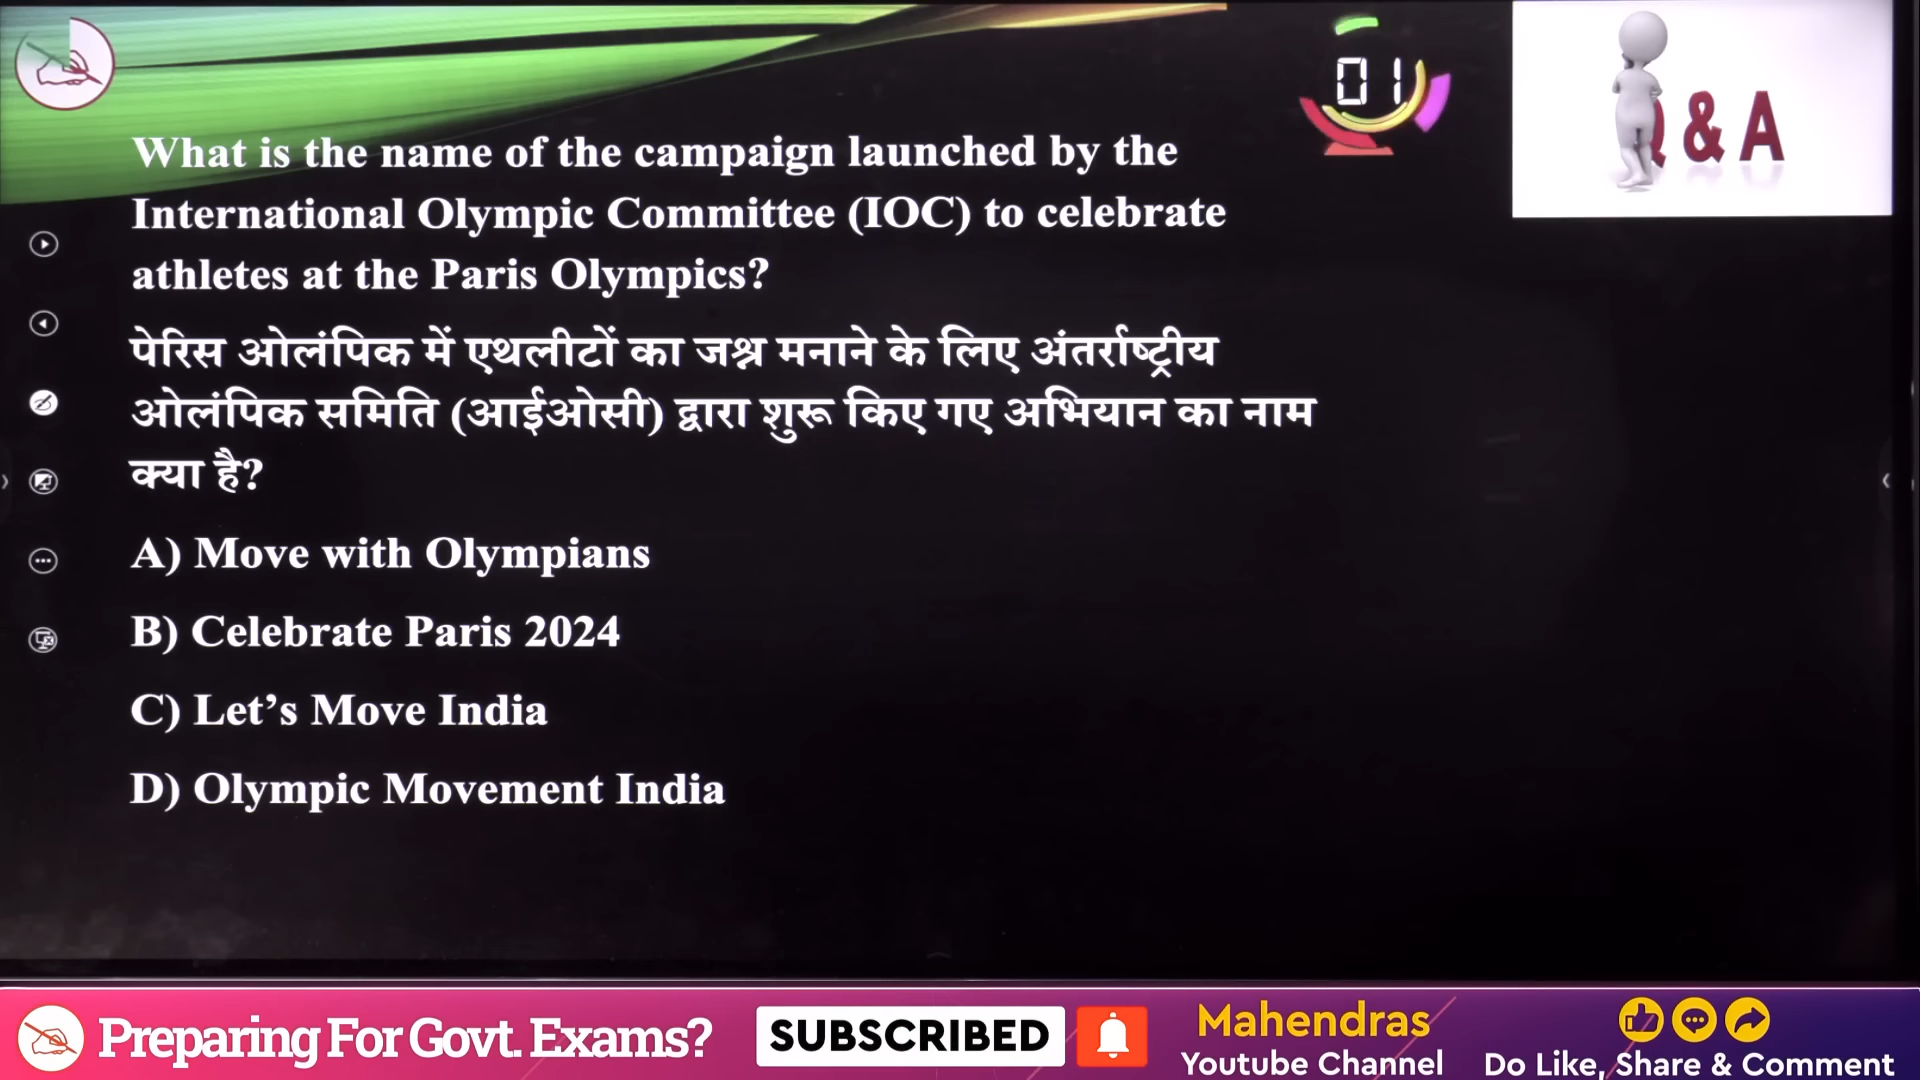 01
Q & A
What is the name of the campaign launched by the
International Olympic Committee (IOC) to celebrate
athletes at the Paris Olympics?
पेरिस ओलंपिक में एथलीटों का जश्न मनाने के लिए अंतर्राष्ट्रीय
ओलंपिक समिति (आईओसी) द्वारा शुरू किए गए अभियान का नाम
क्या है?
A) Move with Olympians
B) Celebrate Paris 2024
C) Let’s Move India
D) Olympic Movement India
Preparing For Govt. Exams?
SUBSCRIBED
Mahendras
Youtube Channel
Do Like, Share & Comment